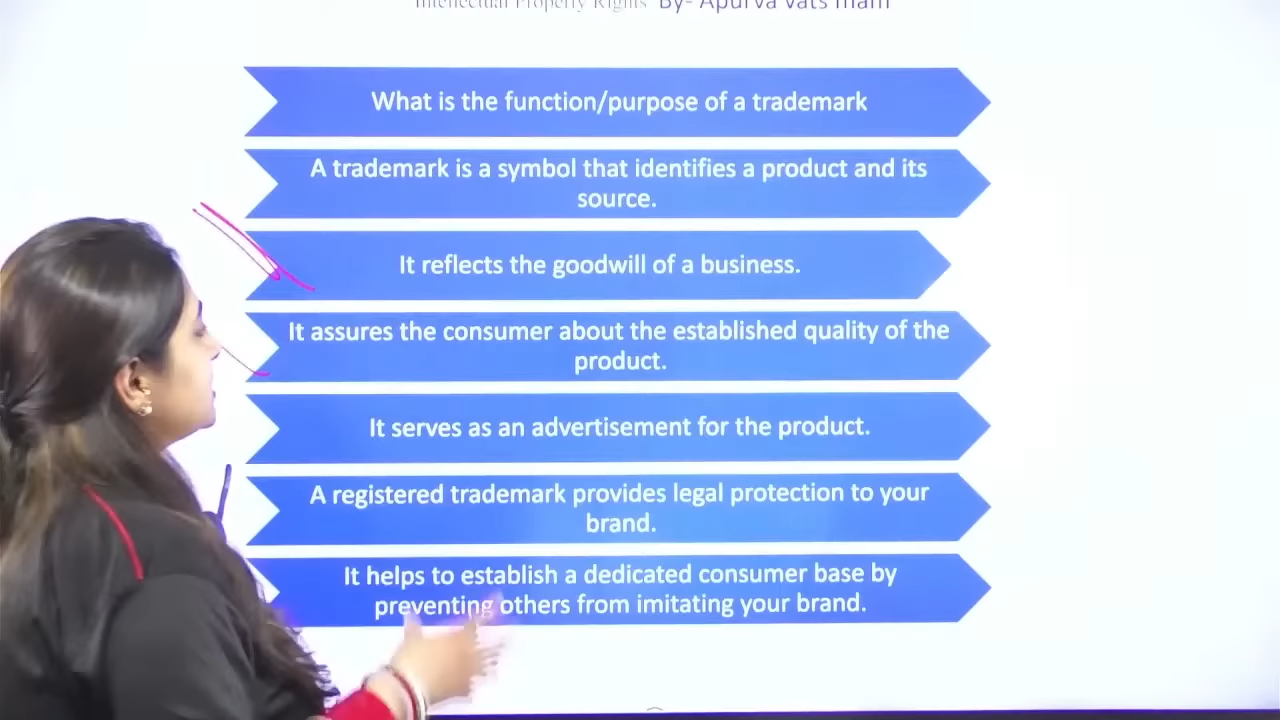 Intellectual Property Rights By- Apurva Vats mam
What is the function/purpose of a trademark
A trademark is a symbol that identifies a product and its
source.
It reflects the goodwill of a business.
It assures the consumer about the established quality of the
product.
It serves as an advertisement for the product.
A registered trademark provides legal protection to your
brand.
It helps to establish a dedicated consumer base by
preventing others from imitating your brand.